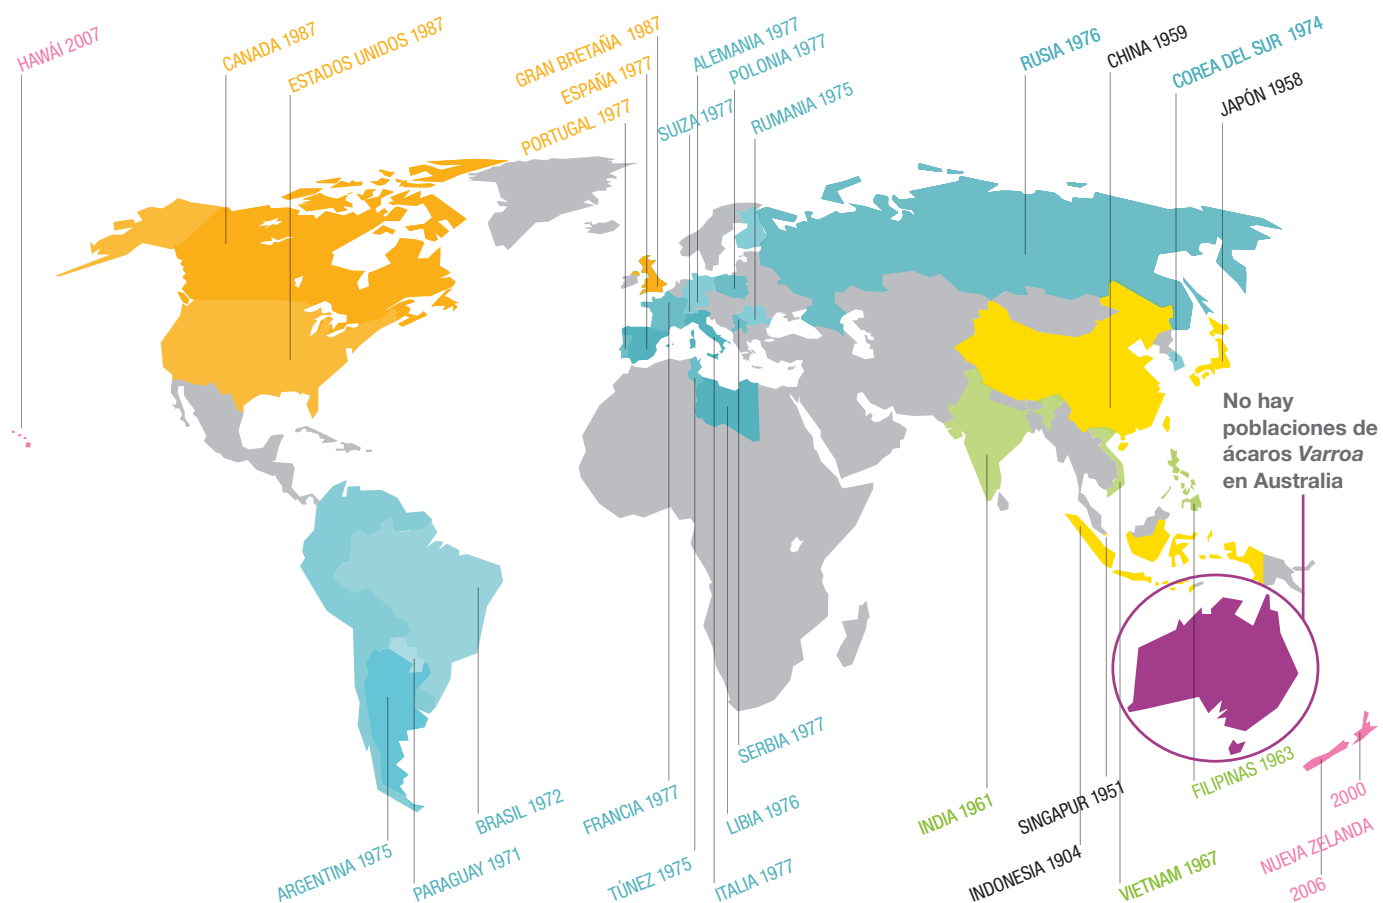 HAWÁI 2007
CANADA 1987
ESTADOS UNIDOS 1987
GRAN BRETAÑA 1987
ESPAÑA 1977
PORTUGAL 1977
ALEMANIA 1977
POLONIA 1977
SUIZA 1977
RUMANIA 1975
RUSIA 1976
CHINA 1959
COREA DEL SUR 1974
JAPÓN 1958
No hay
poblaciones de
ácaros Varroa
en Australia
SERBIA 1977
FRANCIA 1977
LIBIA 1976
TÚNEZ 1975
ITALIA 1977
BRASIL 1972
ARGENTINA 1975
PARAGUAY 1971
INDIA 1961
SINGAPUR 1951
INDONESIA 1904
VIETNAM 1967
FILIPINAS 1963
2000
NUEVA ZELANDA
2006